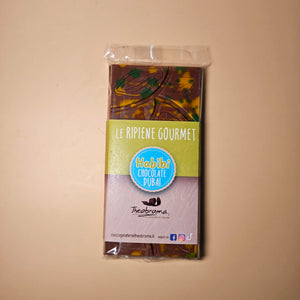 LE RIPIENE GOURMET
Habibi
CHOCOLATE
DUBAI
Theobroma